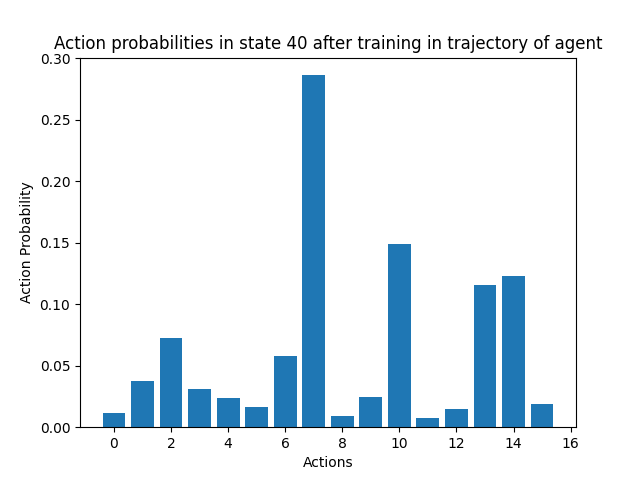 Action probabilities in state 40 after training in trajectory of agent
0.30
0.25
0.20
0.15
0.10
0.05
0.00
Action Probability
0 2 4 6 8 10 12 14 16
Actions